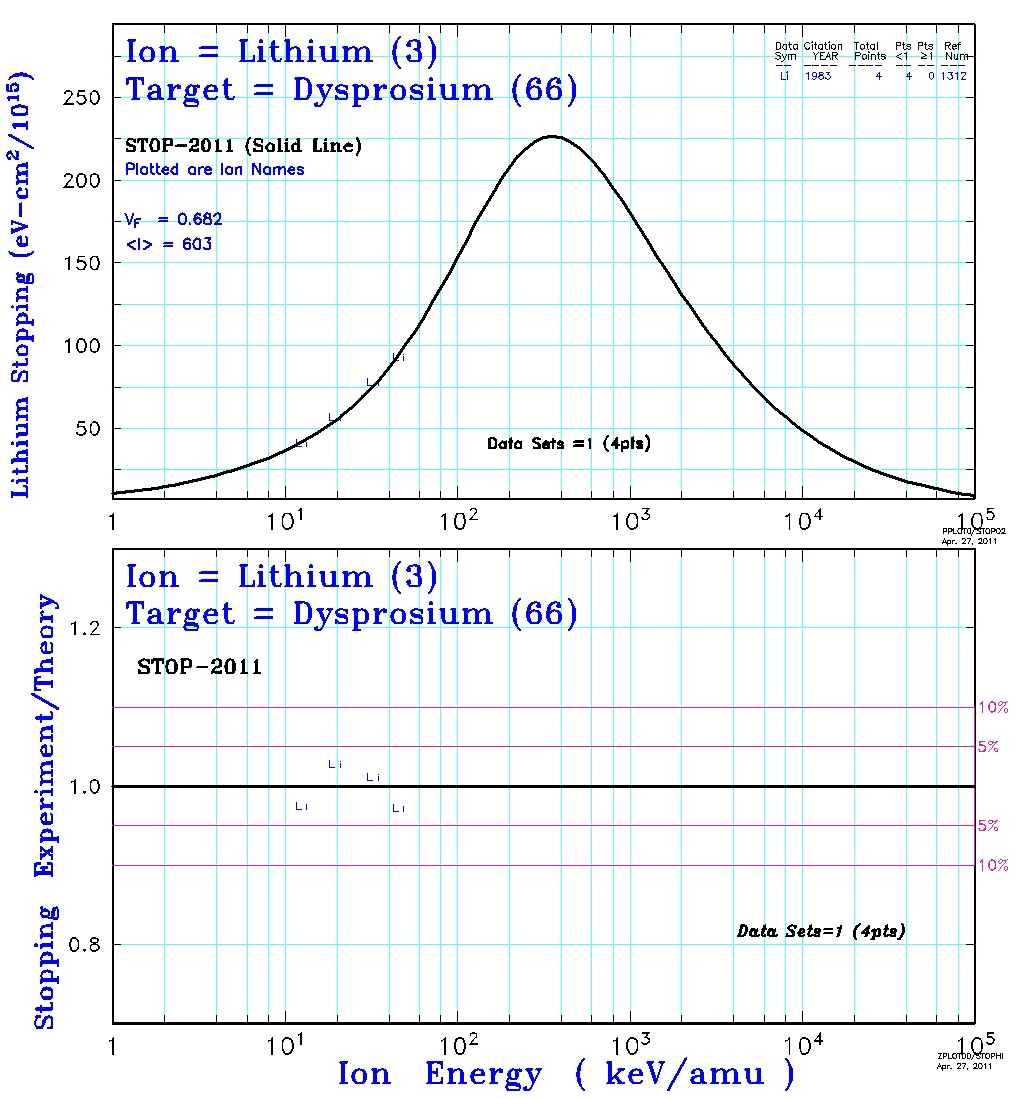 Ion = Lithium (3)
Target = Dysprosium (66)
STOP-2011 (Solid Line)
Plotted are Ion Names
VF = 0.682
<I> = 603
Data Citation Total Pts Pts Ref
Sym YEAR Points <1 ≥1 Num
Li 1983 4 4 0 1312
Lithium Stopping (eV-cm²/10¹⁵)
250
200
150
100
50
Li
Li
Li
Li
Data Sets =1 (4pts)
1 10¹ 10² 10³ 10⁴ 10⁵
Apr. 27, 2011
Ion = Lithium (3)
Target = Dysprosium (66)
STOP-2011
Stopping Experiment/Theory
1.2
1.0
0.8
10%
5%
5%
10%
Li
Li
Li
Li
Data Sets=1 (4pts)
1 10¹ 10² 10³ 10⁴ 10⁵
Apr. 27, 2011
Ion Energy ( keV/amu )